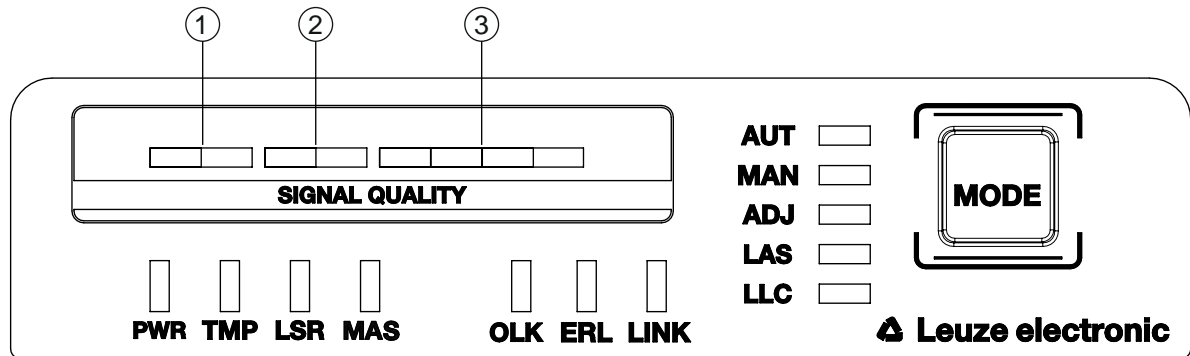 1 2 3
SIGNAL QUALITY
AUT
MAN
ADJ
LAS
LLC
MODE
PWR TMP LSR MAS OLK ERL LINK
Leuze electronic